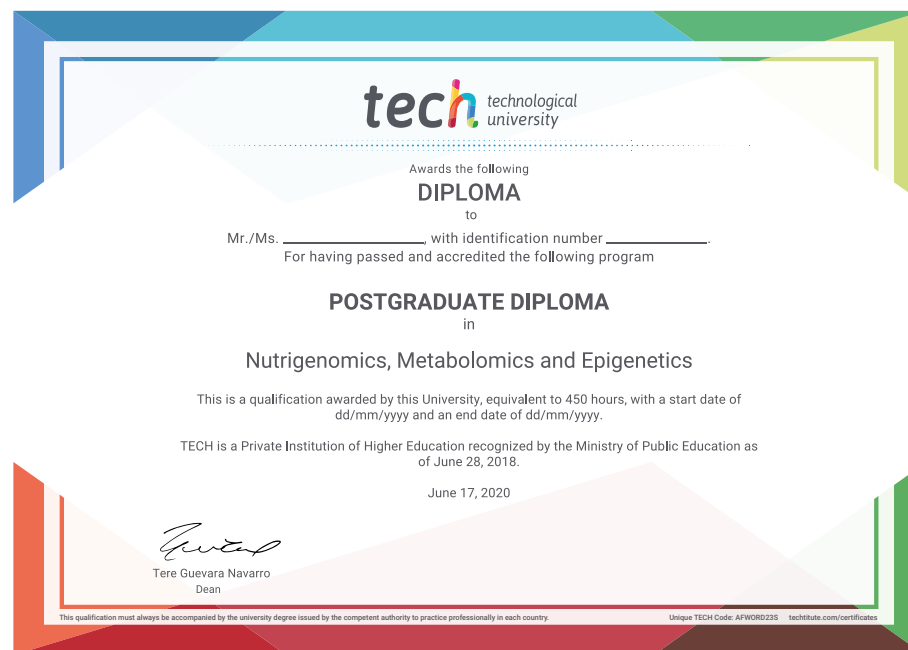 tech technological
university
Awards the following
DIPLOMA
to
Mr./Ms. ____________________, with identification number ______________.
For having passed and accredited the following program
POSTGRADUATE DIPLOMA
in
Nutrigenomics, Metabolomics and Epigenetics
This is a qualification awarded by this University, equivalent to 450 hours, with a start date of
dd/mm/yyyy and an end date of dd/mm/yyyy.
TECH is a Private Institution of Higher Education recognized by the Ministry of Public Education as
of June 28, 2018.
June 17, 2020
Tere Guevara Navarro
Dean
This qualification must always be accompanied by the university degree issued by the competent authority to practice professionally in each country. Unique TECH Code: AFWORD23S techtitute.com/certificates